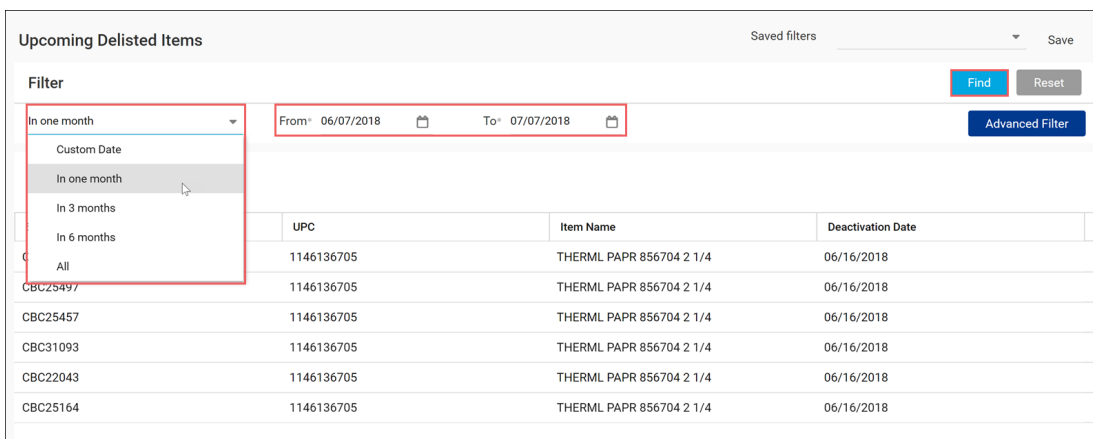 Upcoming Delisted Items Saved filters Save
Filter Find Reset
In one month From* 06/07/2018 To* 07/07/2018
Advanced Filter
Custom Date
In one month
In 3 months
UPC Item Name Deactivation Date
In 6 months
1146136705 THERML PAPR 856704 2 1/4 06/16/2018
All
CBC25497 1146136705 THERML PAPR 856704 2 1/4 06/16/2018
CBC25457 1146136705 THERML PAPR 856704 2 1/4 06/16/2018
CBC31093 1146136705 THERML PAPR 856704 2 1/4 06/16/2018
CBC22043 1146136705 THERML PAPR 856704 2 1/4 06/16/2018
CBC25164 1146136705 THERML PAPR 856704 2 1/4 06/16/2018